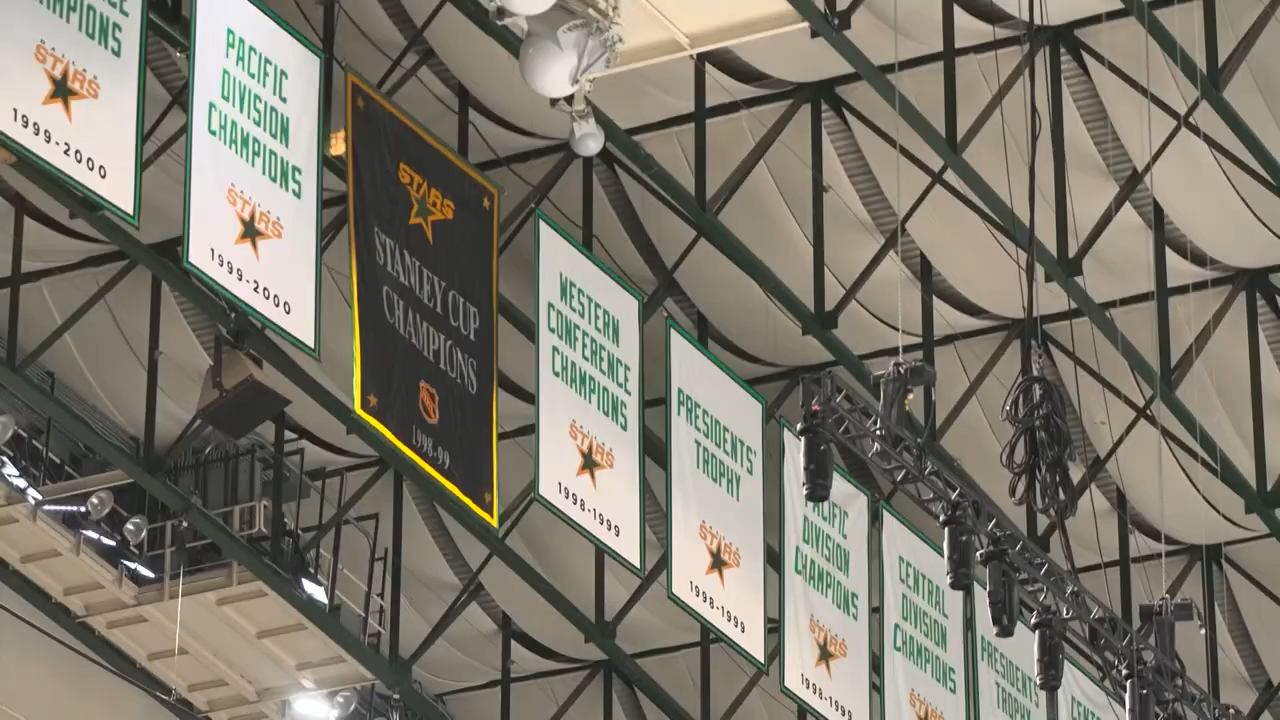 CHAMPIONS
STARS
1999-2000
PACIFIC
DIVISION
CHAMPIONS
STARS
1999-2000
STARS
STANLEY CUP
CHAMPIONS
NHL
1998-99
WESTERN
CONFERENCE
CHAMPIONS
STARS
1998-1999
PRESIDENTS'
TROPHY
STARS
1998-1999
PACIFIC
DIVISION
CHAMPIONS
STARS
1998-1999
CENTRAL
DIVISION
CHAMPIONS
STARS
PRESIDENTS'
TROPHY